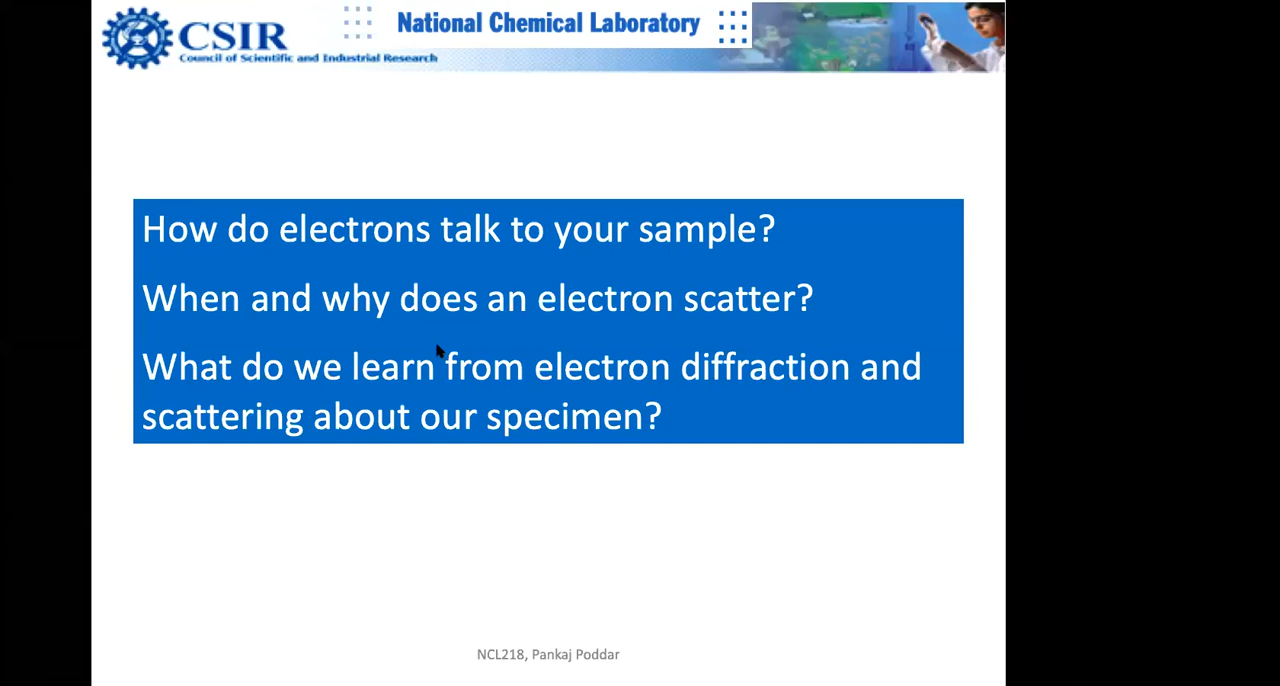 CSIR
Council of Scientific and Industrial Research
National Chemical Laboratory
How do electrons talk to your sample?
When and why does an electron scatter?
What do we learn from electron diffraction and
scattering about our specimen?
NCL218, Pankaj Poddar